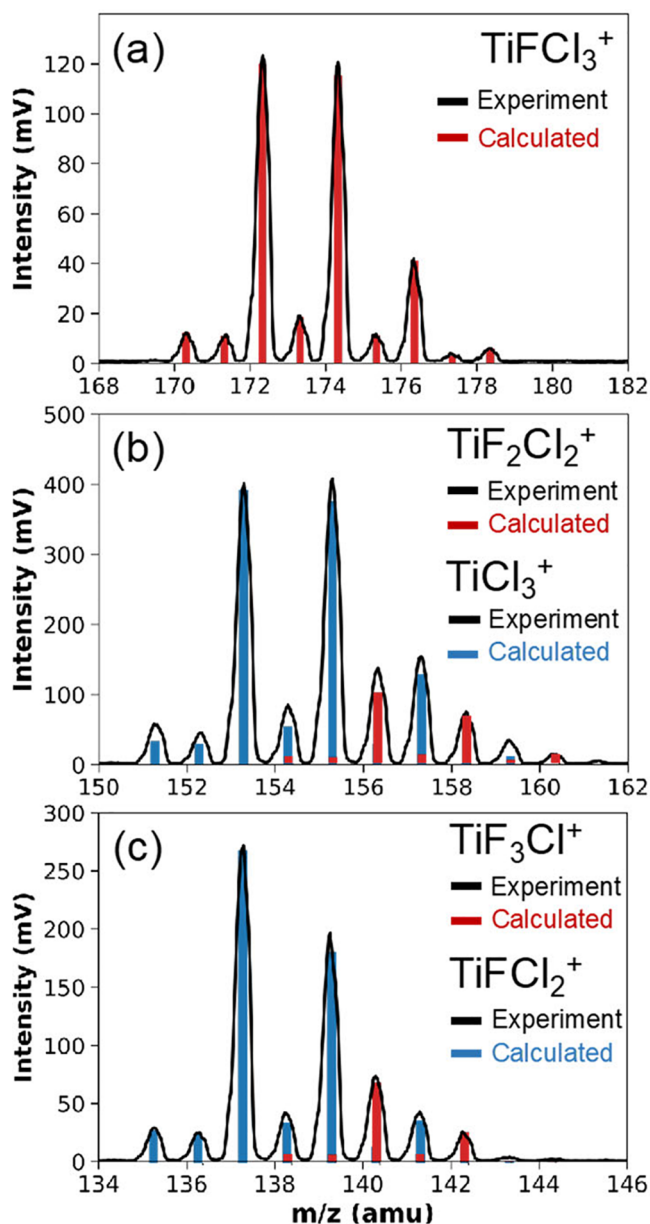 (a)
TiFCl₃⁺
Experiment
Calculated
Intensity (mV)
120
100
80
60
40
20
0
168 170 172 174 176 178 180 182
(b)
TiF₂Cl₂⁺
Experiment
Calculated
TiCl₃⁺
Experiment
Calculated
Intensity (mV)
500
400
300
200
100
0
150 152 154 156 158 160 162
(c)
TiF₃Cl⁺
Experiment
Calculated
TiFCl₂⁺
Experiment
Calculated
Intensity (mV)
300
250
200
150
100
50
0
134 136 138 140 142 144 146
m/z (amu)